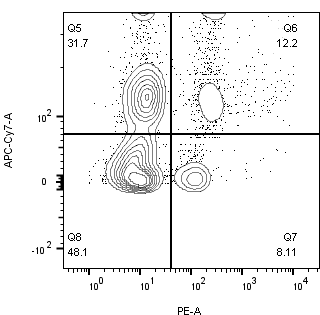 Q5
31.7
Q6
12.2
10²
0
-10²
APC-Cy7-A
Q8
48.1
Q7
8.11
10⁰ 10¹ 10² 10³ 10⁴
PE-A